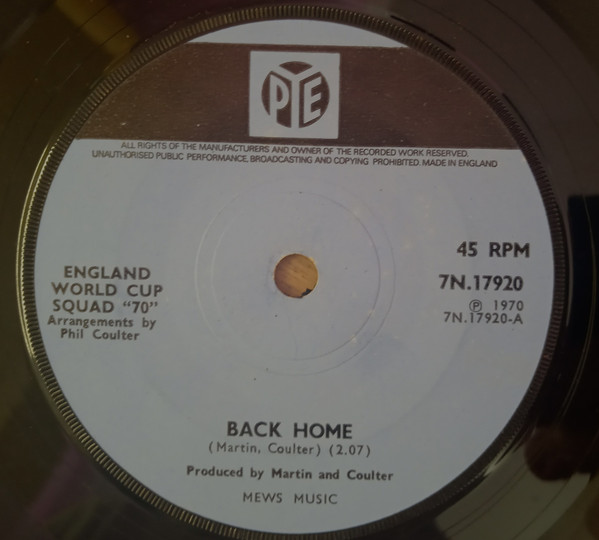 PYE
ALL RIGHTS OF THE MANUFACTURERS AND OWNER OF THE RECORDED WORK RESERVED.
UNAUTHORISED PUBLIC PERFORMANCE, BROADCASTING AND COPYING PROHIBITED. MADE IN ENGLAND
ENGLAND
WORLD CUP
SQUAD “70”
Arrangements by
Phil Coulter
45 RPM
7N.17920
Ⓟ 1970
7N.17920-A
BACK HOME
(Martin, Coulter) (2.07)
Produced by Martin and Coulter
MEWS MUSIC